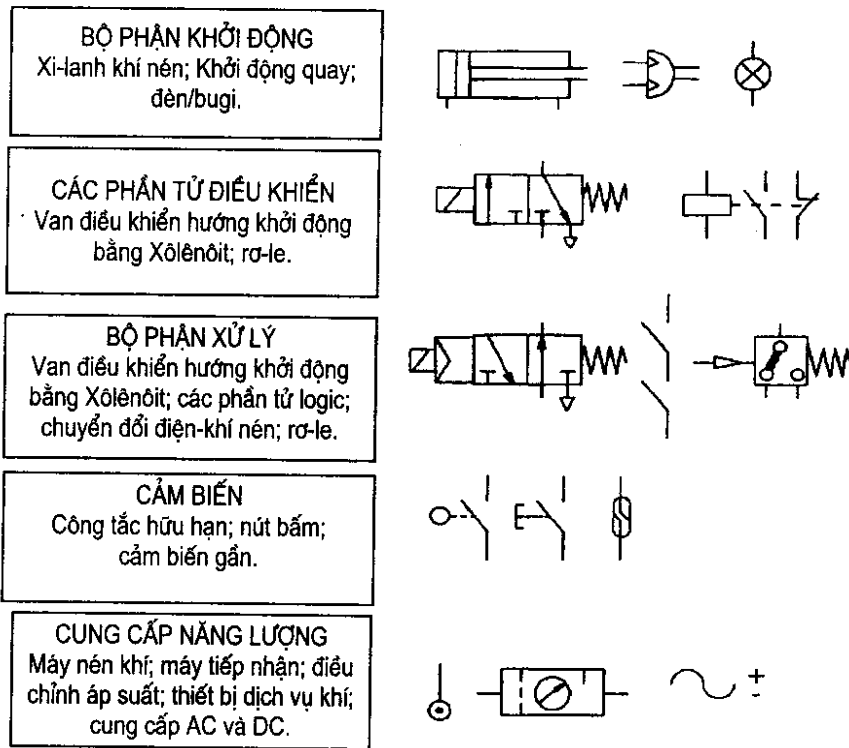 BỘ PHẬN KHỞI ĐỘNG
Xi-lanh khí nén; Khởi động quay;
đèn/bugi.
CÁC PHẦN TỬ ĐIỀU KHIỂN
Van điều khiển hướng khởi động
bằng Xôlênôit; rơ-le.
BỘ PHẬN XỬ LÝ
Van điều khiển hướng khởi động
bằng Xôlênôit; các phần tử logic;
chuyển đổi điện-khí nén; rơ-le.
CẢM BIẾN
Công tắc hữu hạn; nút bấm;
cảm biến gần.
CUNG CẤP NĂNG LƯỢNG
Máy nén khí; máy tiếp nhận; điều
chỉnh áp suất; thiết bị dịch vụ khí;
cung cấp AC và DC.
+
-